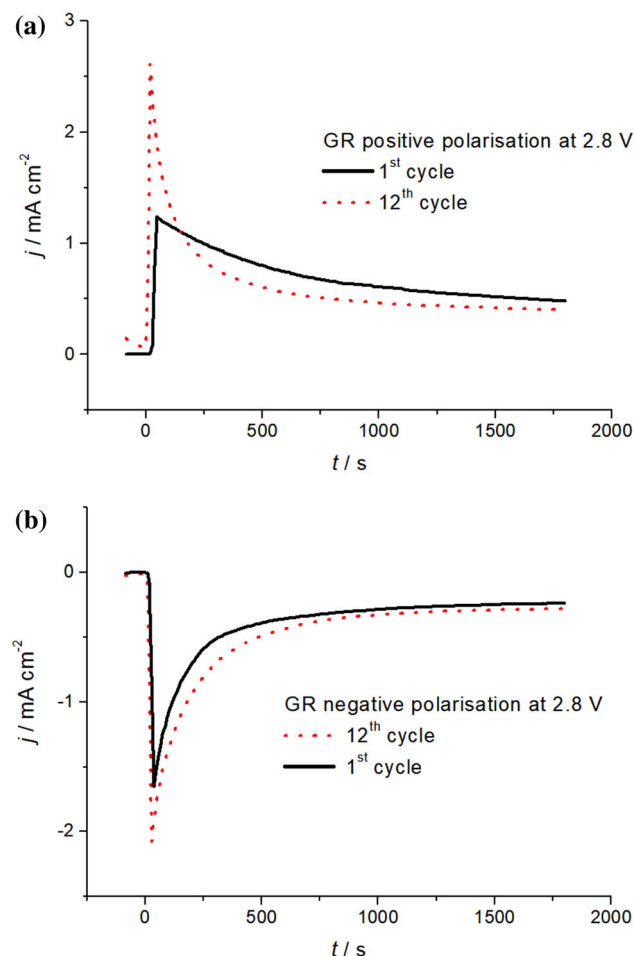 (a)
3
2
1
0
j / mA cm-2
GR positive polarisation at 2.8 V
1st cycle
12th cycle
0
500
1000
1500
2000
t / s
(b)
0
-1
-2
j / mA cm-2
GR negative polarisation at 2.8 V
12th cycle
1st cycle
0
500
1000
1500
2000
t / s